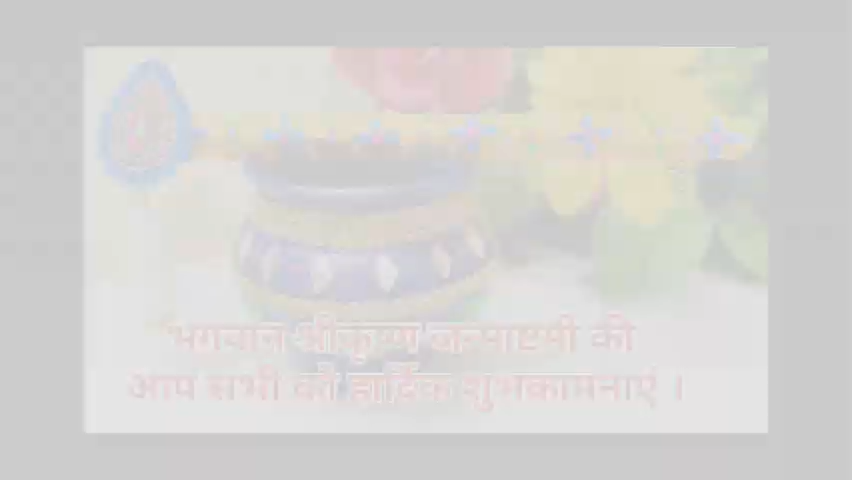 भगवान श्रीकृष्ण जन्माष्टमी की
आप सभी को हार्दिक शुभकामनाएं ।